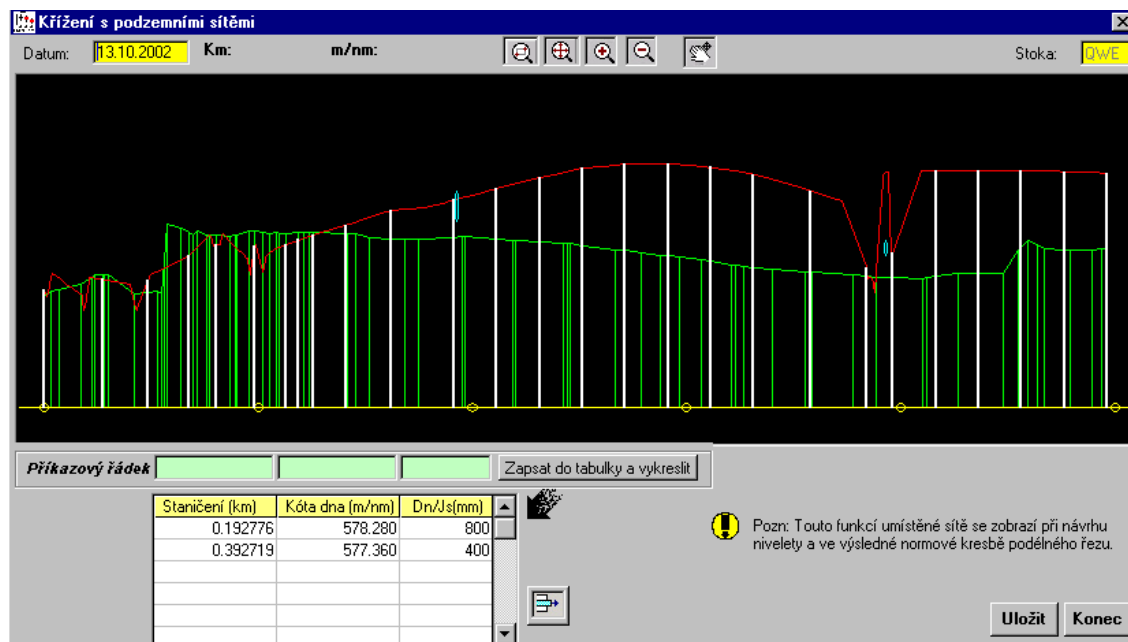 Křížení s podzemními sítěmi
Datum: 13.10.2002 Km: m/nm: Stoka: QWE
Příkazový řádek Zapsat do tabulky a vykreslit
Staničení (km) Kóta dna (m/nm) Dn/Js(mm)
0.192776 578.280 800
0.392719 577.360 400
Pozn: Touto funkcí umístěné sítě se zobrazí při návrhu
nivelety a ve výsledné normové kresbě podélného řezu.
Uložit Konec